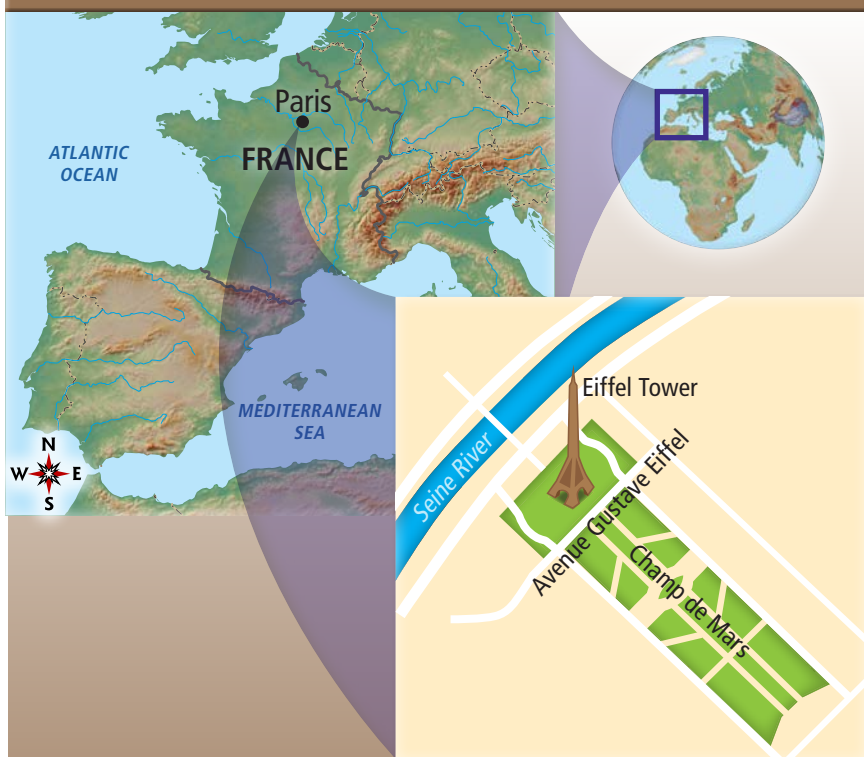 Paris
FRANCE
ATLANTIC
OCEAN
MEDITERRANEAN
SEA
N
W E
S
Eiffel Tower
Seine River
Avenue Gustave Eiffel
Champ de Mars